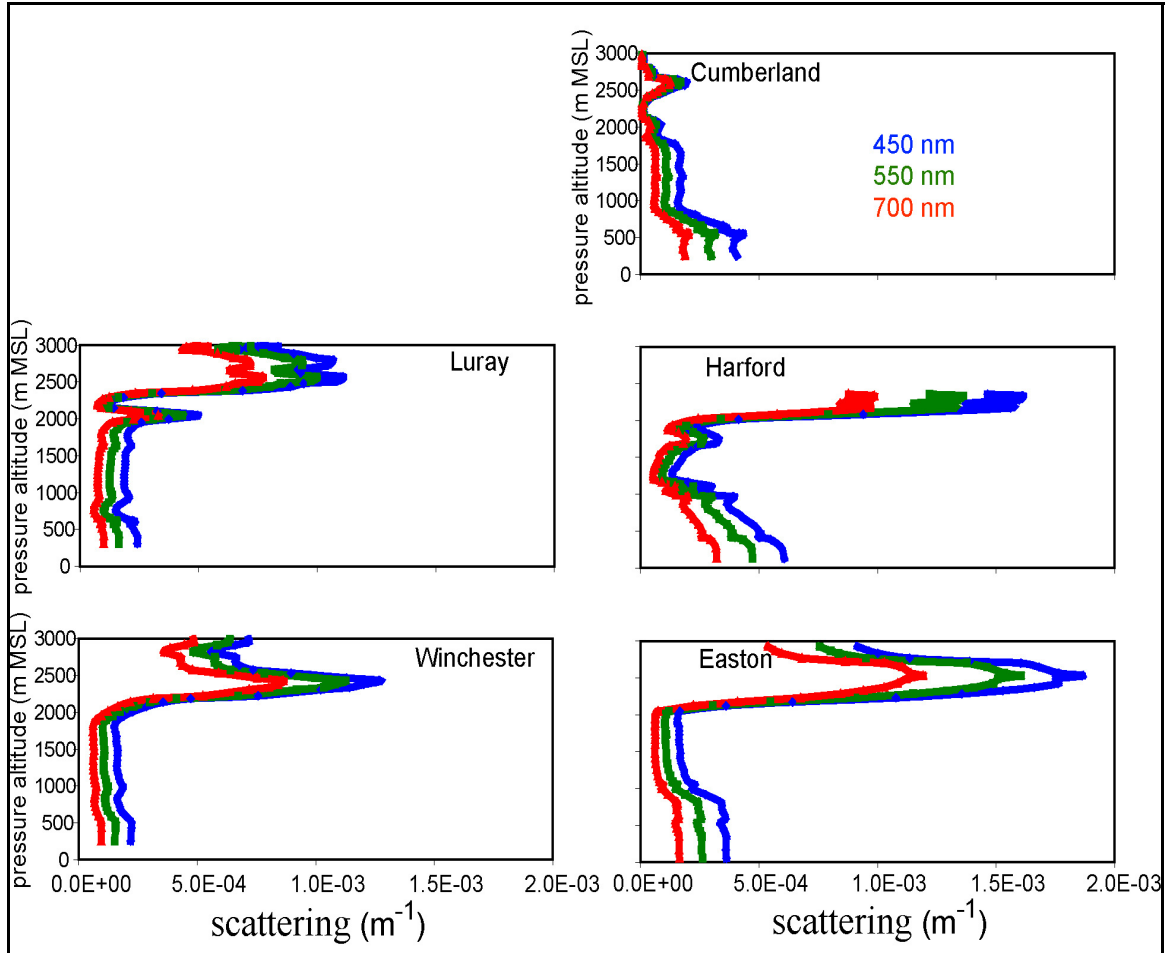 pressure altitude (m MSL)
3000
2500
2000
1500
1000
500
0
Cumberland
450 nm
550 nm
700 nm
pressure altitude (m MSL)
3000
2500
2000
1500
1000
500
0
Luray
Harford
pressure altitude (m MSL)
3000
2500
2000
1500
1000
500
0
Winchester
Easton
0.0E+00 5.0E-04 1.0E-03 1.5E-03 2.0E-03
0.0E+00 5.0E-04 1.0E-03 1.5E-03 2.0E-03
scattering (m⁻¹)
scattering (m⁻¹)